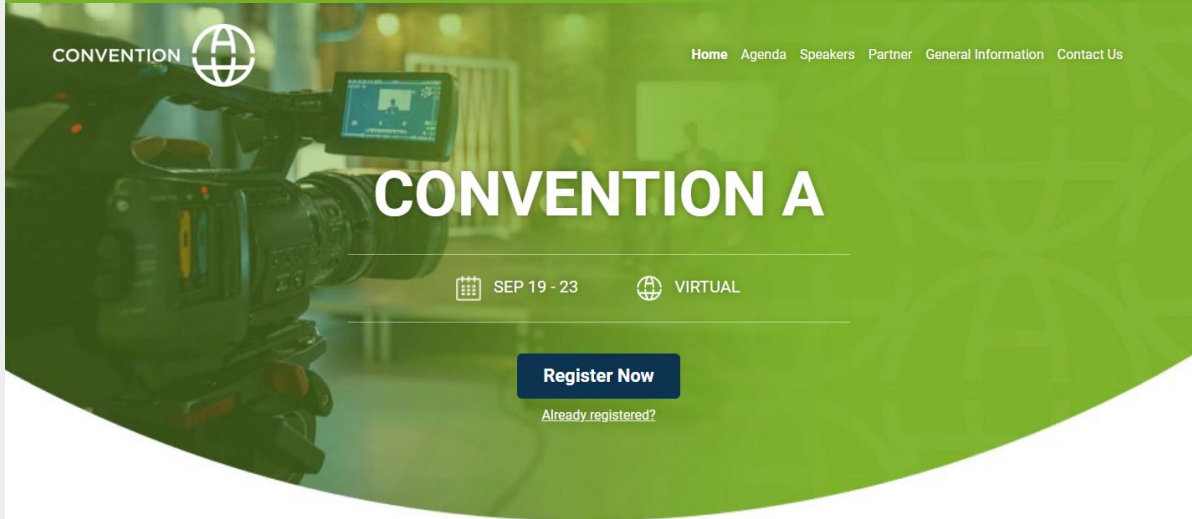 CONVENTION A
Home Agenda Speakers Partner General Information Contact Us
CONVENTION A
SEP 19 - 23
VIRTUAL
Register Now
Already registered?